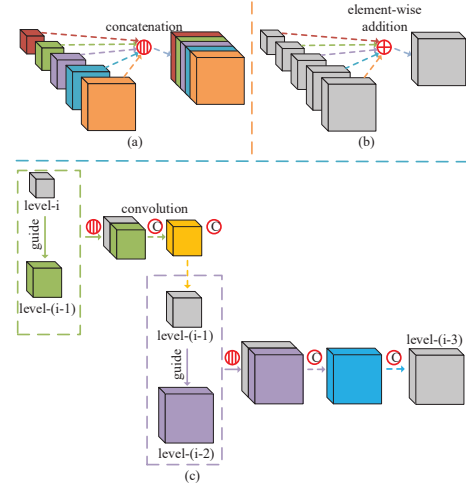 concatenation
(a)
element-wise
addition
(b)
level-i
guide
level-(i-1)
convolution
C
C
level-(i-1)
guide
level-(i-2)
C
C
level-(i-3)
(c)